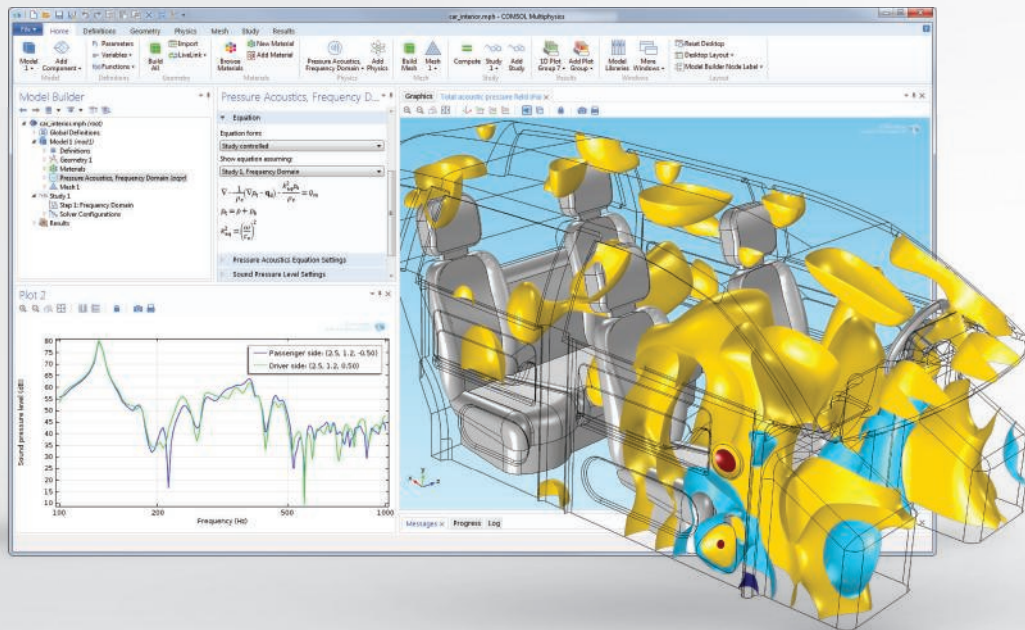 car_interior.mph - COMSOL Multiphysics
File Home Definitions Geometry Physics Mesh Study Results
Model 1 Add Component
Pi Parameters
a= Variables
f(x) Functions
Build All
Import
LiveLink
Browse Materials
New Material
Add Material
Pressure Acoustics, Frequency Domain Add Physics
Build Mesh Mesh 1
Compute Study 1 Add Study
1D Plot Group 7 Add Plot Group
Model Libraries More Windows
Reset Desktop
Desktop Layout
Model Builder Node Label
Model Definitions Geometry Materials Physics Mesh Study Results Windows Layout
Model Builder
car_interior.mph (root)
Global Definitions
Model 1 (mod1)
Definitions
Geometry 1
Materials
Pressure Acoustics, Frequency Domain (acpr)
Mesh 1
Study 1
Step 1: Frequency Domain
Solver Configurations
Results
Pressure Acoustics, Frequency D...
Equation
Equation form:
Study controlled
Show equation assuming:
Study 1, Frequency Domain
Pressure Acoustics Equation Settings
Sound Pressure Level Settings
Graphics Total acoustic pressure field
Plot 2
Passenger side: (2.5, 1.2, -0.50)
Driver side: (2.5, 1.2, 0.50)
80
75
70
65
60
55
50
45
40
35
30
25
20
15
10
Sound pressure level (dB)
100 200 500 1000
Frequency (Hz)
y
z
x
Messages Progress Log